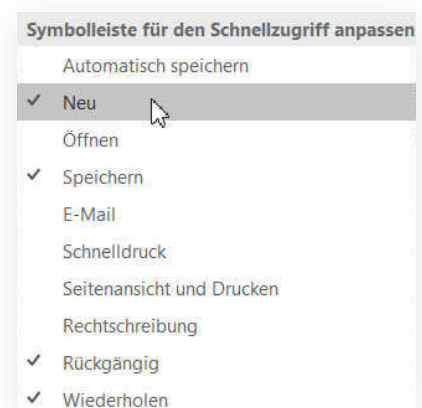 Symbolleiste für den Schnellzugriff anpassen
Automatisch speichern
Neu
Öffnen
Speichern
E-Mail
Schnelldruck
Seitenansicht und Drucken
Rechtschreibung
Rückgängig
Wiederholen